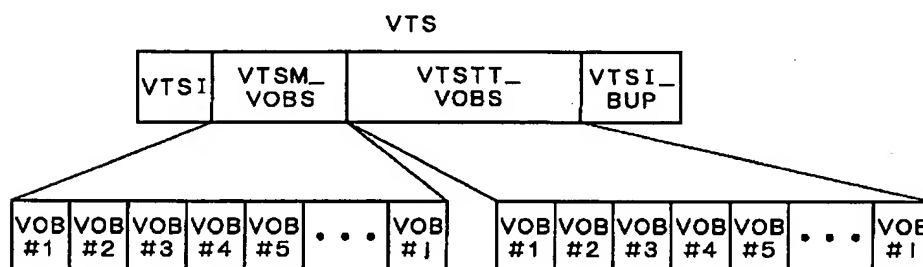 VTS
VTSI VTSM_ VTSTT_ VTSI_
VOBS VOBS BUP
VOB VOB VOB VOB VOB VOB VOB VOB VOB VOB VOB VOB
#1 #2 #3 #4 #5 ••• #j #1 #2 #3 #4 #5 ••• #i